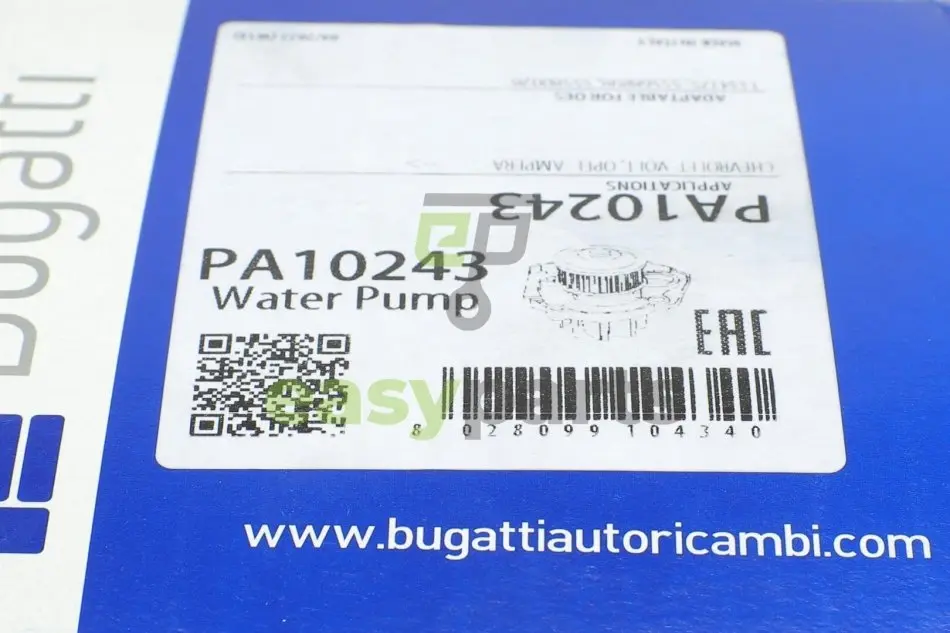 MADE IN ITALY
ADAPTABLE FOR OES
CHEVROLET VOLT, OPEL AMPERA -->
APPLICATIONS
PA10243
PA10243
Water Pump
EAC
8 028099 104340
easyparts
Bugatti
www.bugattiautoricambi.com